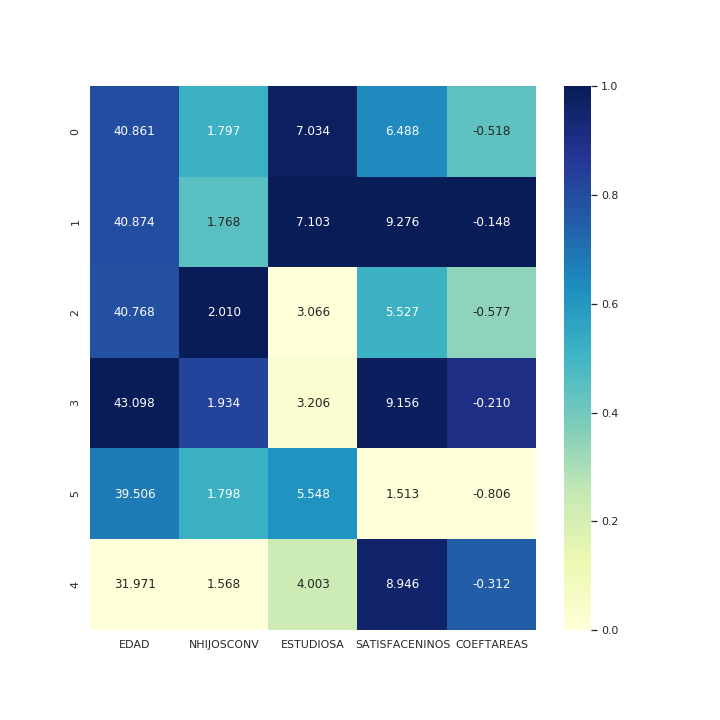 0 40.861 1.797 7.034 6.488 -0.518
1 40.874 1.768 7.103 9.276 -0.148
2 40.768 2.010 3.066 5.527 -0.577
3 43.098 1.934 3.206 9.156 -0.210
5 39.506 1.798 5.548 1.513 -0.806
4 31.971 1.568 4.003 8.946 -0.312
EDAD NHIJOSCONV ESTUDIOSA SATISFACENINOS COEFTAREAS
1.0
0.8
0.6
0.4
0.2
0.0